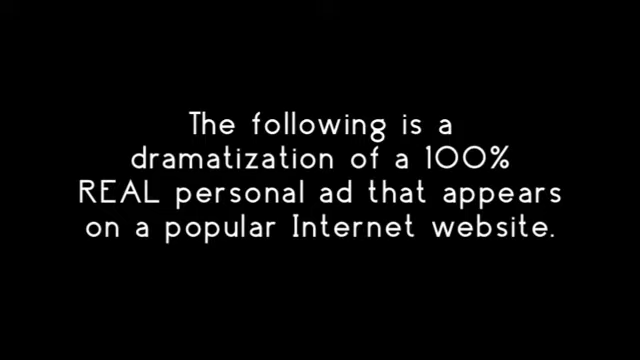 The following is a
dramatization of a 100%
REAL personal ad that appears
on a popular Internet website.